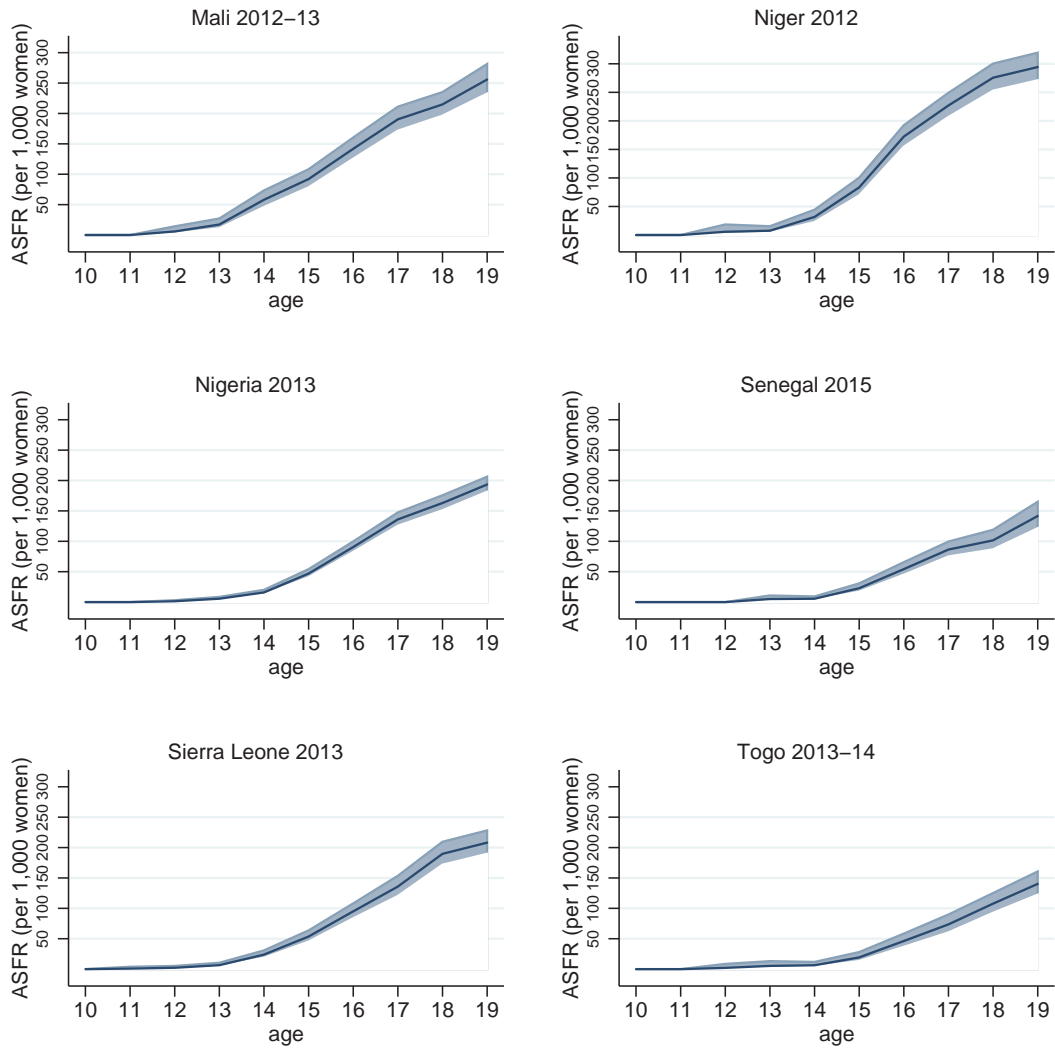 Mali 2012–13
ASFR (per 1,000 women)
50 100 150 200 250 300
10 11 12 13 14 15 16 17 18 19
age
Niger 2012
ASFR (per 1,000 women)
50 100 150 200 250 300
10 11 12 13 14 15 16 17 18 19
age
Nigeria 2013
ASFR (per 1,000 women)
50 100 150 200 250 300
10 11 12 13 14 15 16 17 18 19
age
Senegal 2015
ASFR (per 1,000 women)
50 100 150 200 250 300
10 11 12 13 14 15 16 17 18 19
age
Sierra Leone 2013
ASFR (per 1,000 women)
50 100 150 200 250 300
10 11 12 13 14 15 16 17 18 19
age
Togo 2013–14
ASFR (per 1,000 women)
50 100 150 200 250 300
10 11 12 13 14 15 16 17 18 19
age